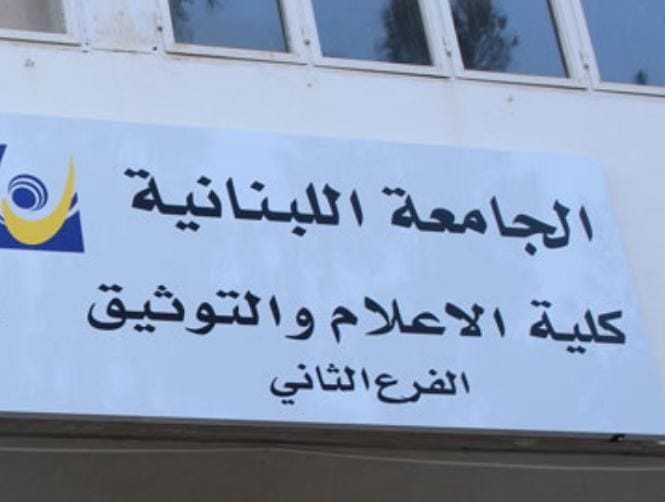 الجامعة اللبنانية
كلية الاعلام والتوثيق
الفرع الثاني